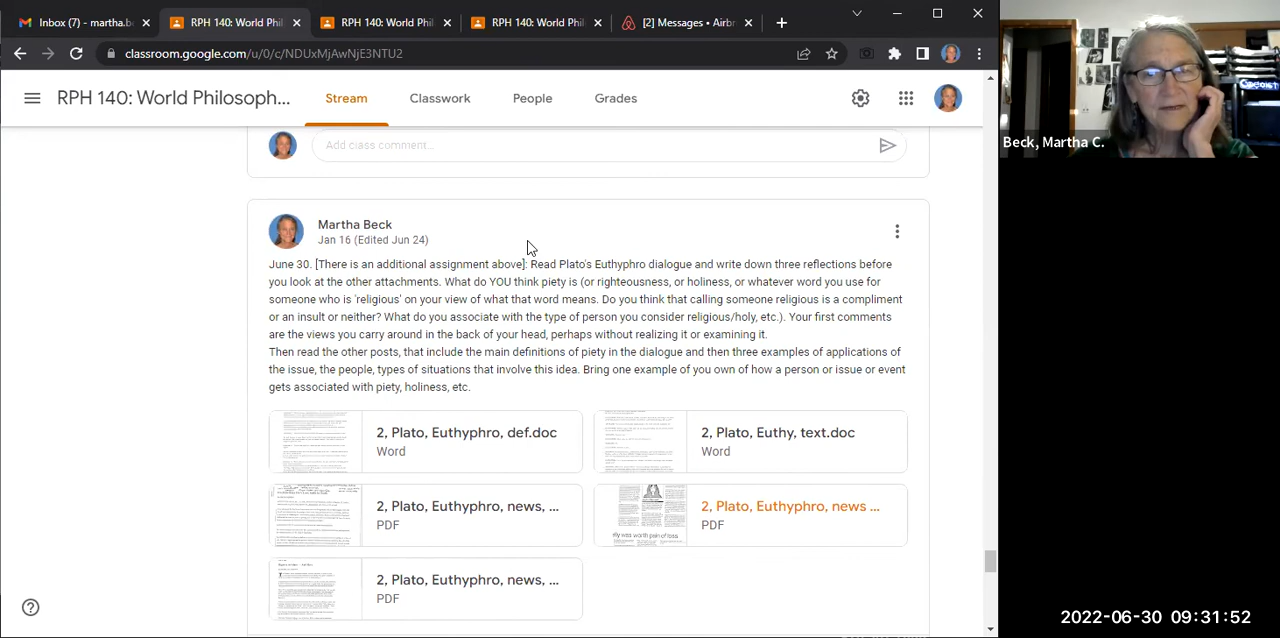 Inbox (7) - martha.b
RPH 140: World Phil
RPH 140: World Phil
RPH 140: World Phil
[2] Messages • Airb
classroom.google.com/u/0/c/NDUxMjAwNjE3NTU2
RPH 140: World Philosoph...
Stream
Classwork
People
Grades
Add class comment...
Martha Beck
Jan 16 (Edited Jun 24)
June 30. [There is an additional assignment above]: Read Plato's Euthyphro dialogue and write down three reflections before
you look at the other attachments. What do YOU think piety is (or righteousness, or holiness, or whatever word you use for
someone who is 'religious' on your view of what that word means. Do you think that calling someone religious is a compliment
or an insult or neither? What do you associate with the type of person you consider religious/holy, etc.). Your first comments
are the views you carry around in the back of your head, perhaps without realizing it or examining it.
Then read the other posts, that include the main definitions of piety in the dialogue and then three examples of applications of
the issue, the people, types of situations that involve this idea. Bring one example of you own of how a person or issue or event
gets associated with piety, holiness, etc.
2, Plato, Euthyphro, def.doc
Word
2, Plato, Euthy, text.doc
Word
2, Plato, Euthyphro, news, ...
PDF
2, Plato, Euthyphro, news ...
PDF
was worth pain of loss
2, Plato, Euthyphro, news, ...
PDF
Beck, Martha C.
2022-06-30 09:31:52